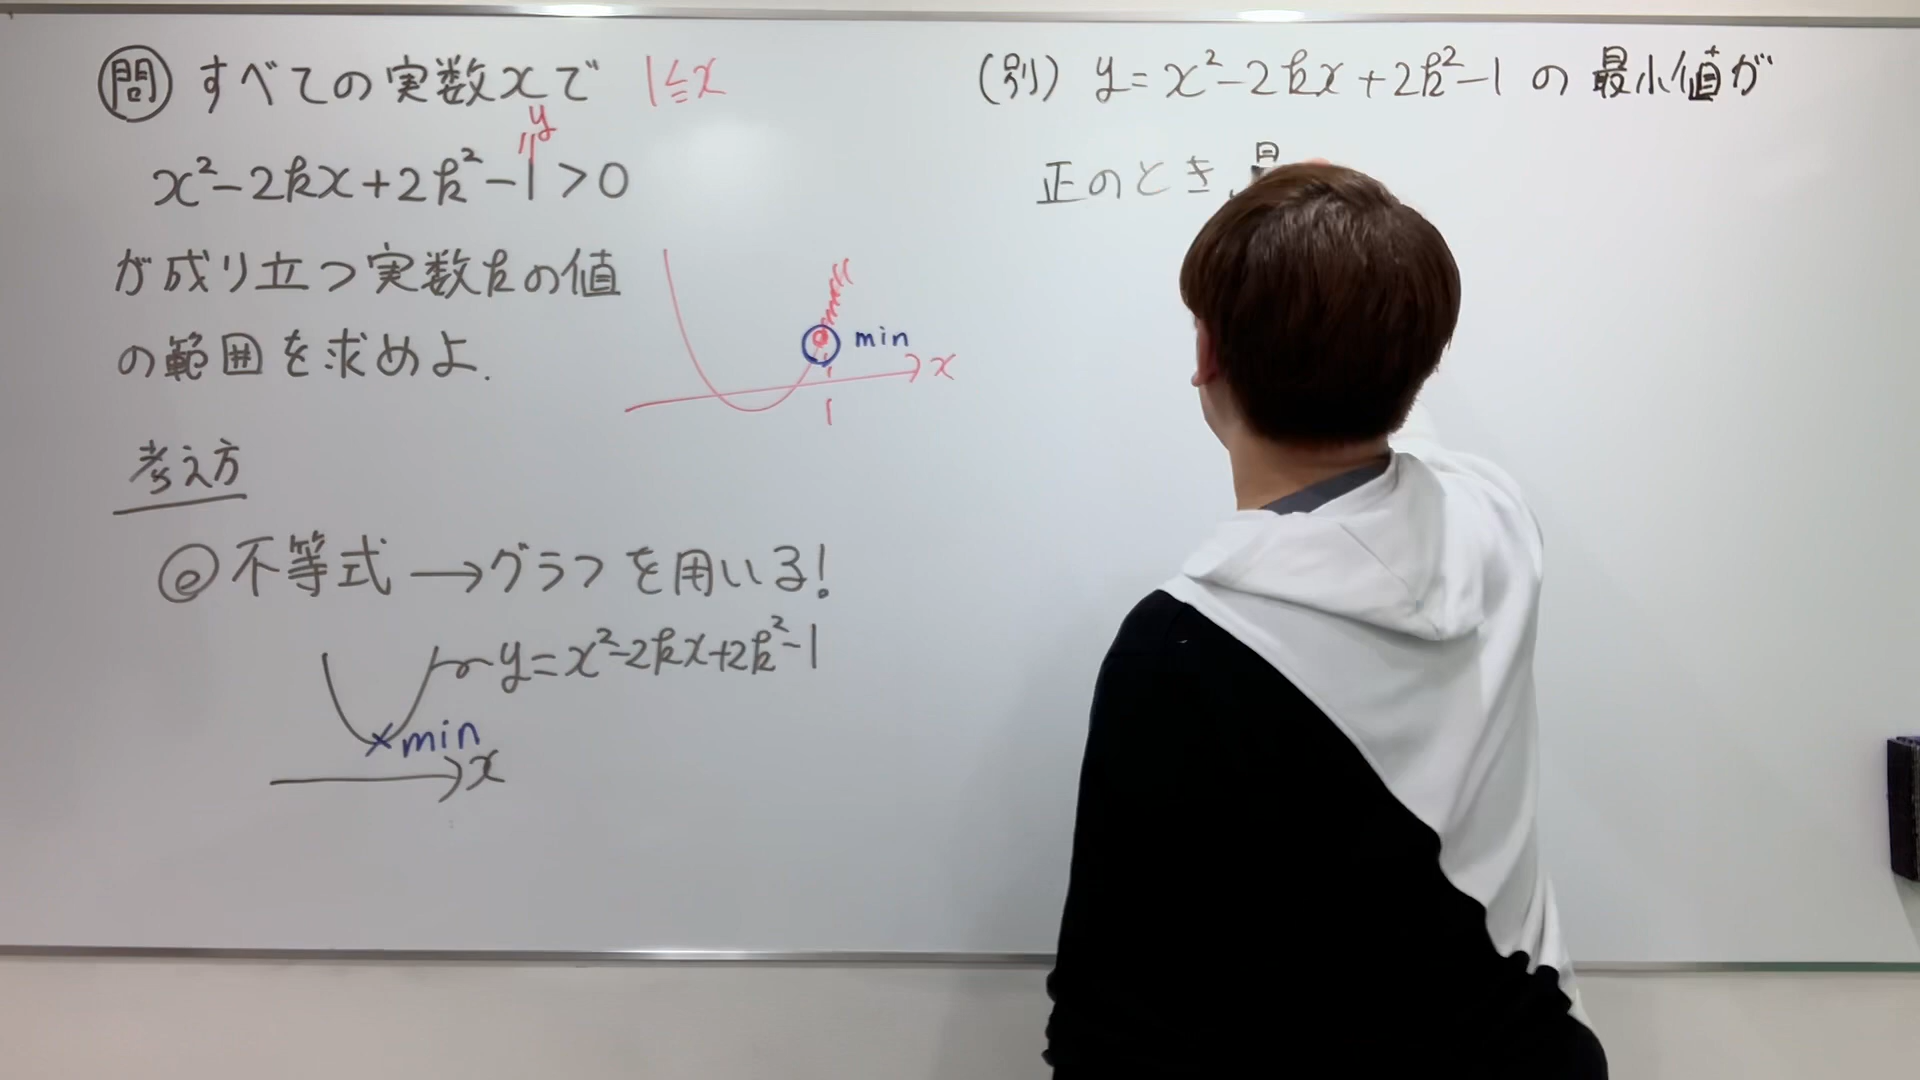 問 すべての実数xで 1≦x
y
x²-2kx+2k²-1>0
が成り立つ実数kの値
の範囲を求めよ.
min
x
1
考え方
◎不等式→グラフを用いる!
y=x²-2kx+2k²-1
min
x
(別) y=x²-2kx+2k²-1 の最小値が
正のとき,